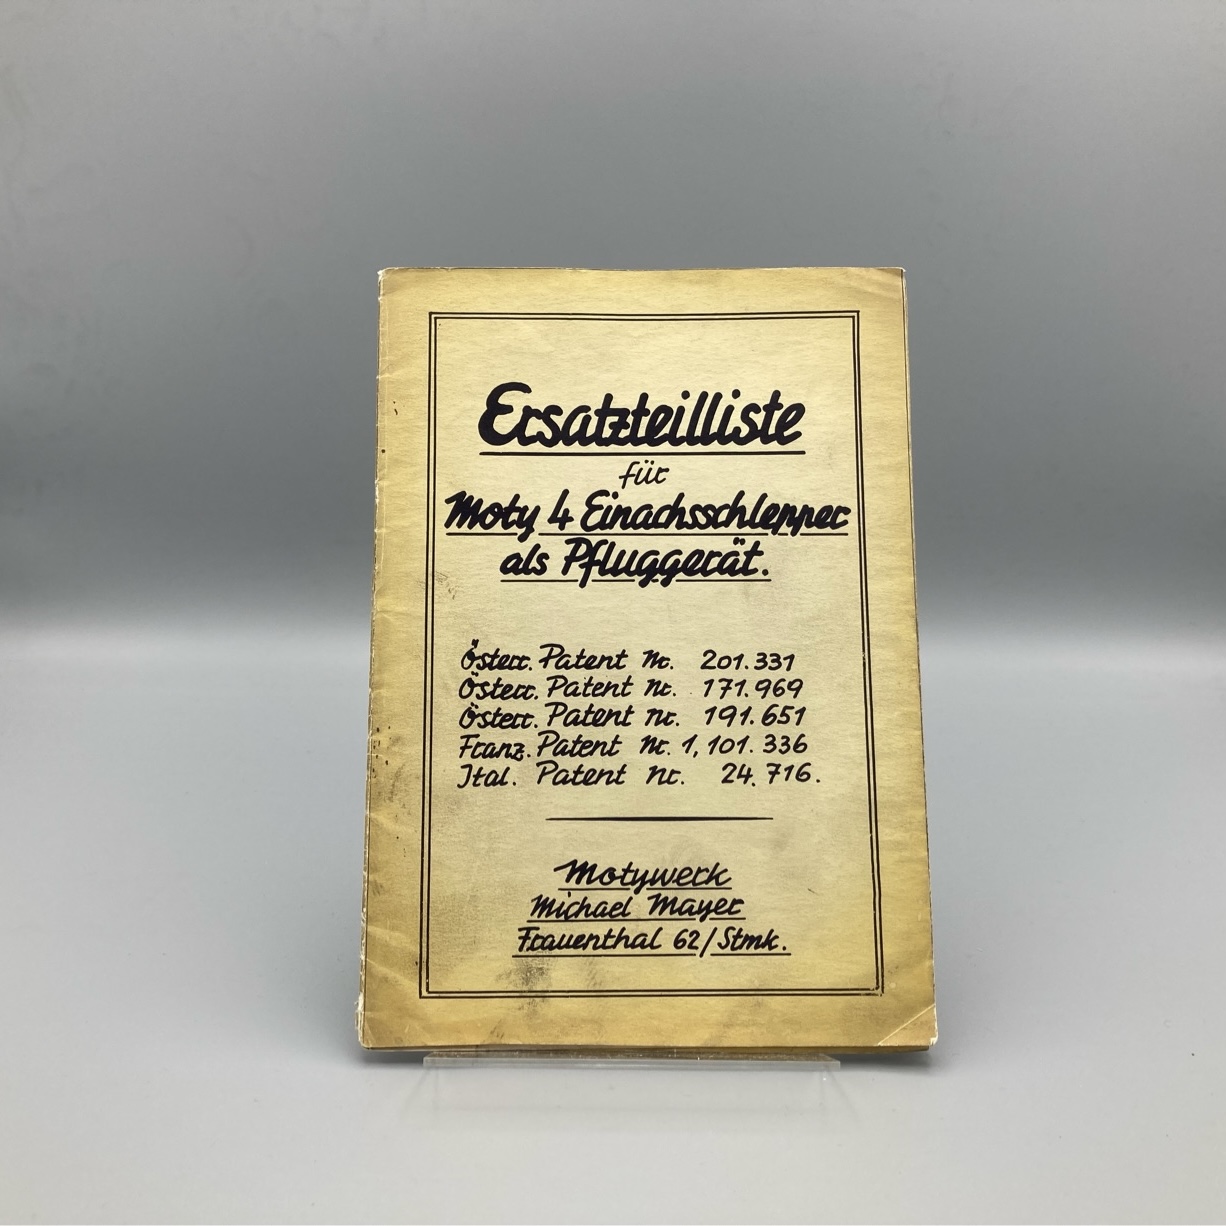 Ersatzteilliste
für
Moty 4 Einachsschlepper
als Pfluggerät.
Österr. Patent Nr. 201.331
Österr. Patent Nr. 171.969
Österr. Patent Nr. 191.651
Franz. Patent Nr. 1,101.336
Ital. Patent Nr. 24.716.
Motywerk
Michael Mayer
Frauenthal 62/Stmk.